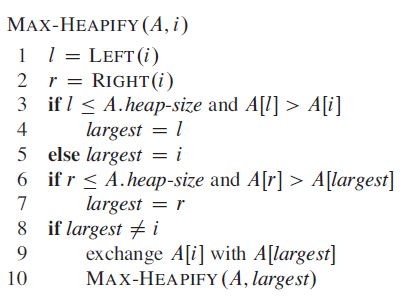 MAX-HEAPIFY(A, i)
1 l = LEFT(i)
2 r = RIGHT(i)
3 if l ≤ A.heap-size and A[l] > A[i]
4 largest = l
5 else largest = i
6 if r ≤ A.heap-size and A[r] > A[largest]
7 largest = r
8 if largest ≠ i
9 exchange A[i] with A[largest]
10 MAX-HEAPIFY(A, largest)